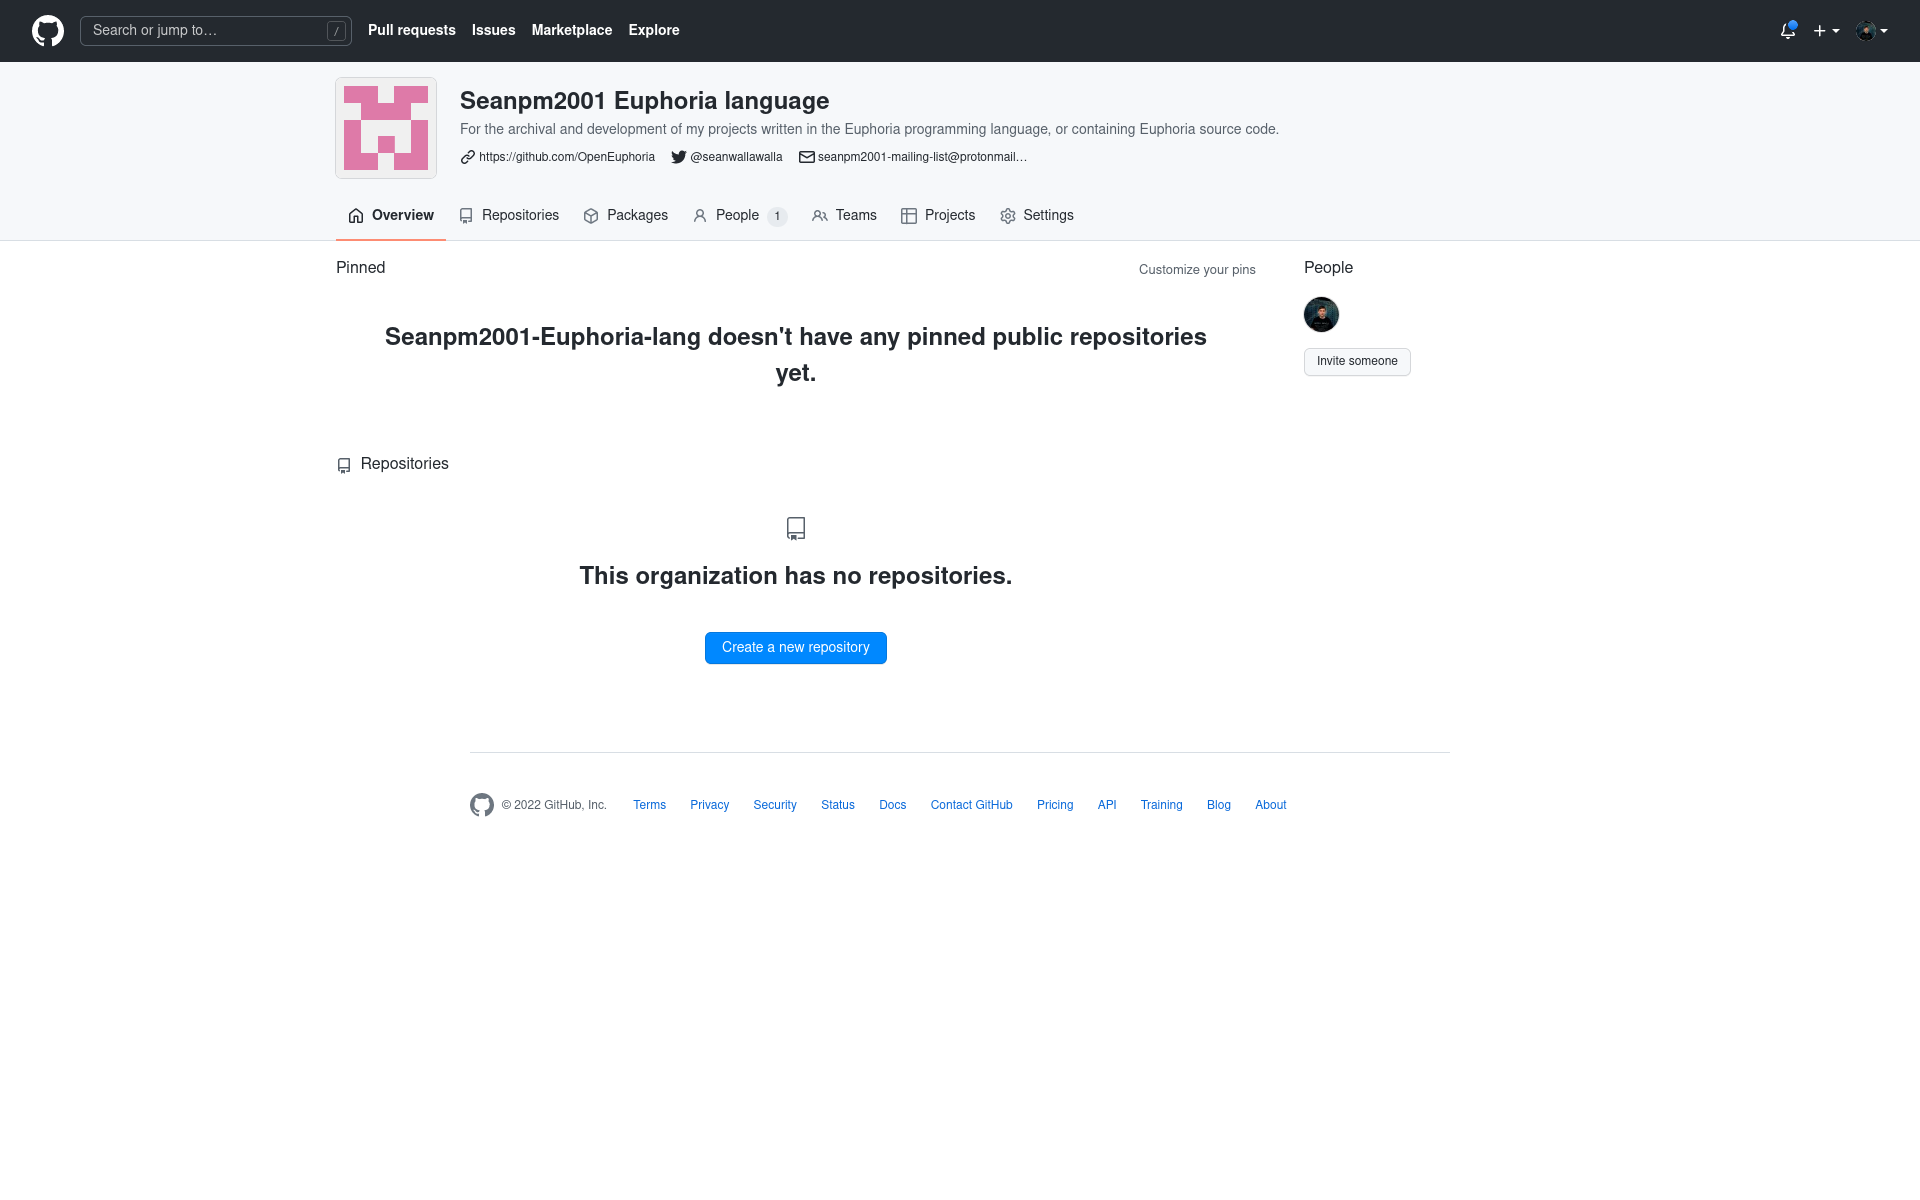 Search or jump to…
/
Pull requests
Issues
Marketplace
Explore
Seanpm2001 Euphoria language
For the archival and development of my projects written in the Euphoria programming language, or containing Euphoria source code.
https://github.com/OpenEuphoria
@seanwallawalla
seanpm2001-mailing-list@protonmail…
Overview
Repositories
Packages
People 1
Teams
Projects
Settings
Pinned
Customize your pins
Seanpm2001-Euphoria-lang doesn't have any pinned public repositories
yet.
People
Invite someone
Repositories
This organization has no repositories.
Create a new repository
© 2022 GitHub, Inc.
Terms
Privacy
Security
Status
Docs
Contact GitHub
Pricing
API
Training
Blog
About